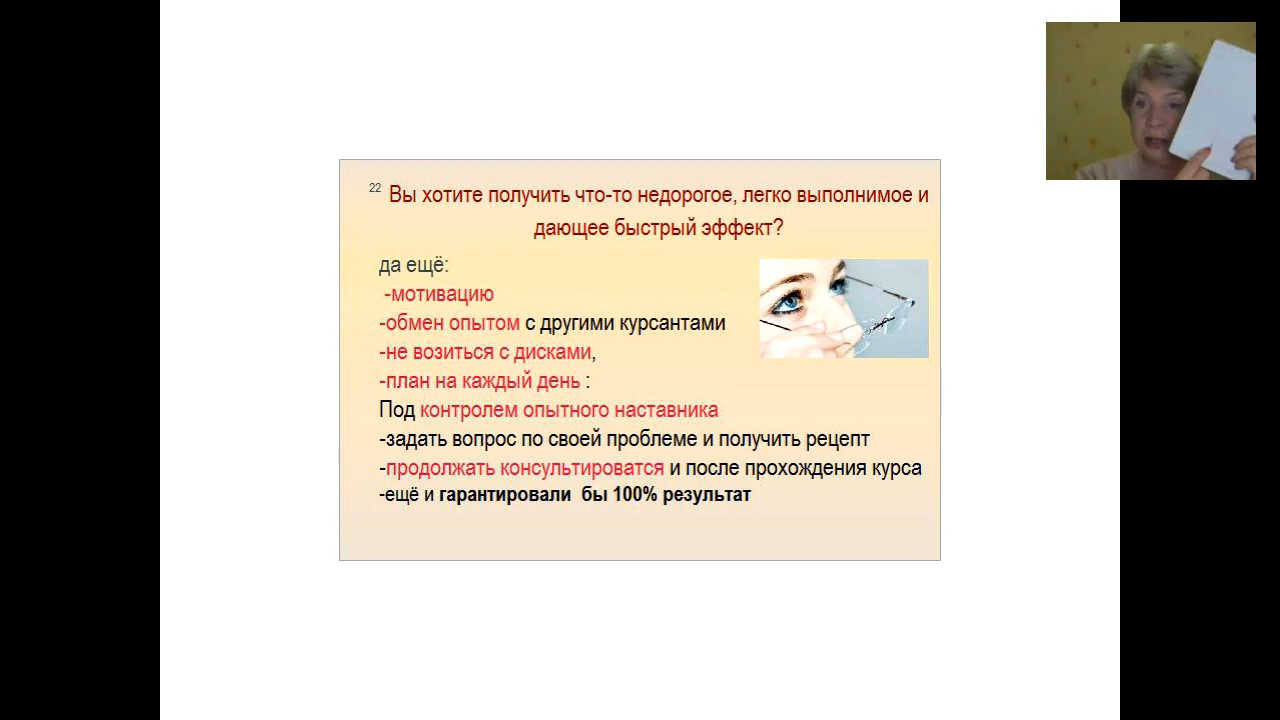 22 Вы хотите получить что-то недорогое, легко выполнимое и
дающее быстрый эффект?
да ещё:
-мотивацию
-обмен опытом с другими курсантами
-не возиться с дисками,
-план на каждый день :
Под контролем опытного наставника
-задать вопрос по своей проблеме и получить рецепт
-продолжать консультироватся и после прохождения курса
-ещё и гарантировали бы 100% результат